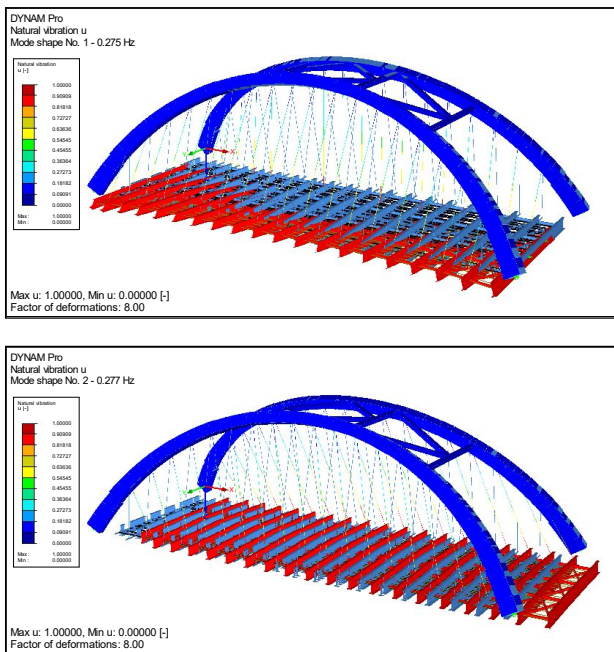 DYNAM Pro
Natural vibration u
Mode shape No. 1 - 0.275 Hz
Natural vibration
u [-]
1.00000
0.90909
0.81818
0.72727
0.63636
0.54545
0.45455
0.36364
0.27273
0.18182
0.09091
0.00000
Max : 1.00000
Min : 0.00000
X
Max u: 1.00000, Min u: 0.00000 [-]
Factor of deformations: 8.00
DYNAM Pro
Natural vibration u
Mode shape No. 2 - 0.277 Hz
Natural vibration
u [-]
1.00000
0.90909
0.81818
0.72727
0.63636
0.54545
0.45455
0.36364
0.27273
0.18182
0.09091
0.00000
Max : 1.00000
Min : 0.00000
X
Max u: 1.00000, Min u: 0.00000 [-]
Factor of deformations: 8.00